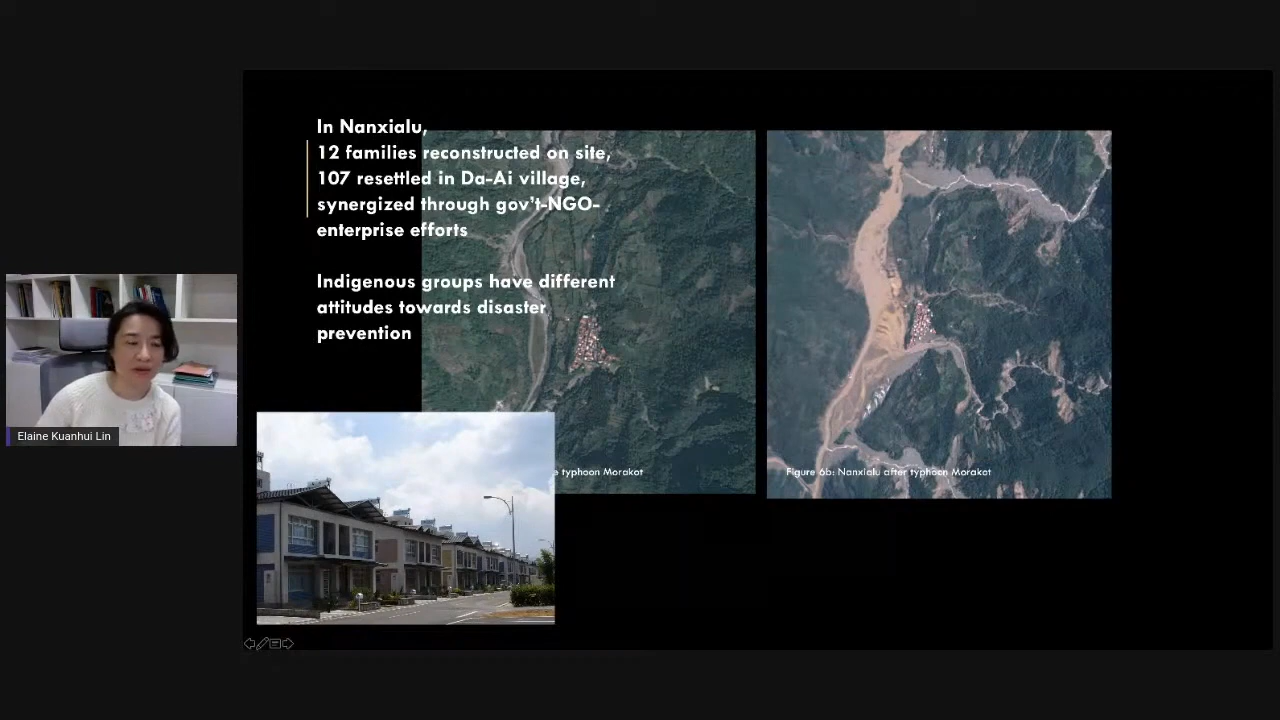 In Nanxialu,
12 families reconstructed on site,
107 resettled in Da-Ai village,
synergized through gov't-NGO-
enterprise efforts
Indigenous groups have different
attitudes towards disaster
prevention
typhoon Morakot
Figure 6b: Nanxialu after typhoon Morakot
Elaine Kuanhui Lin